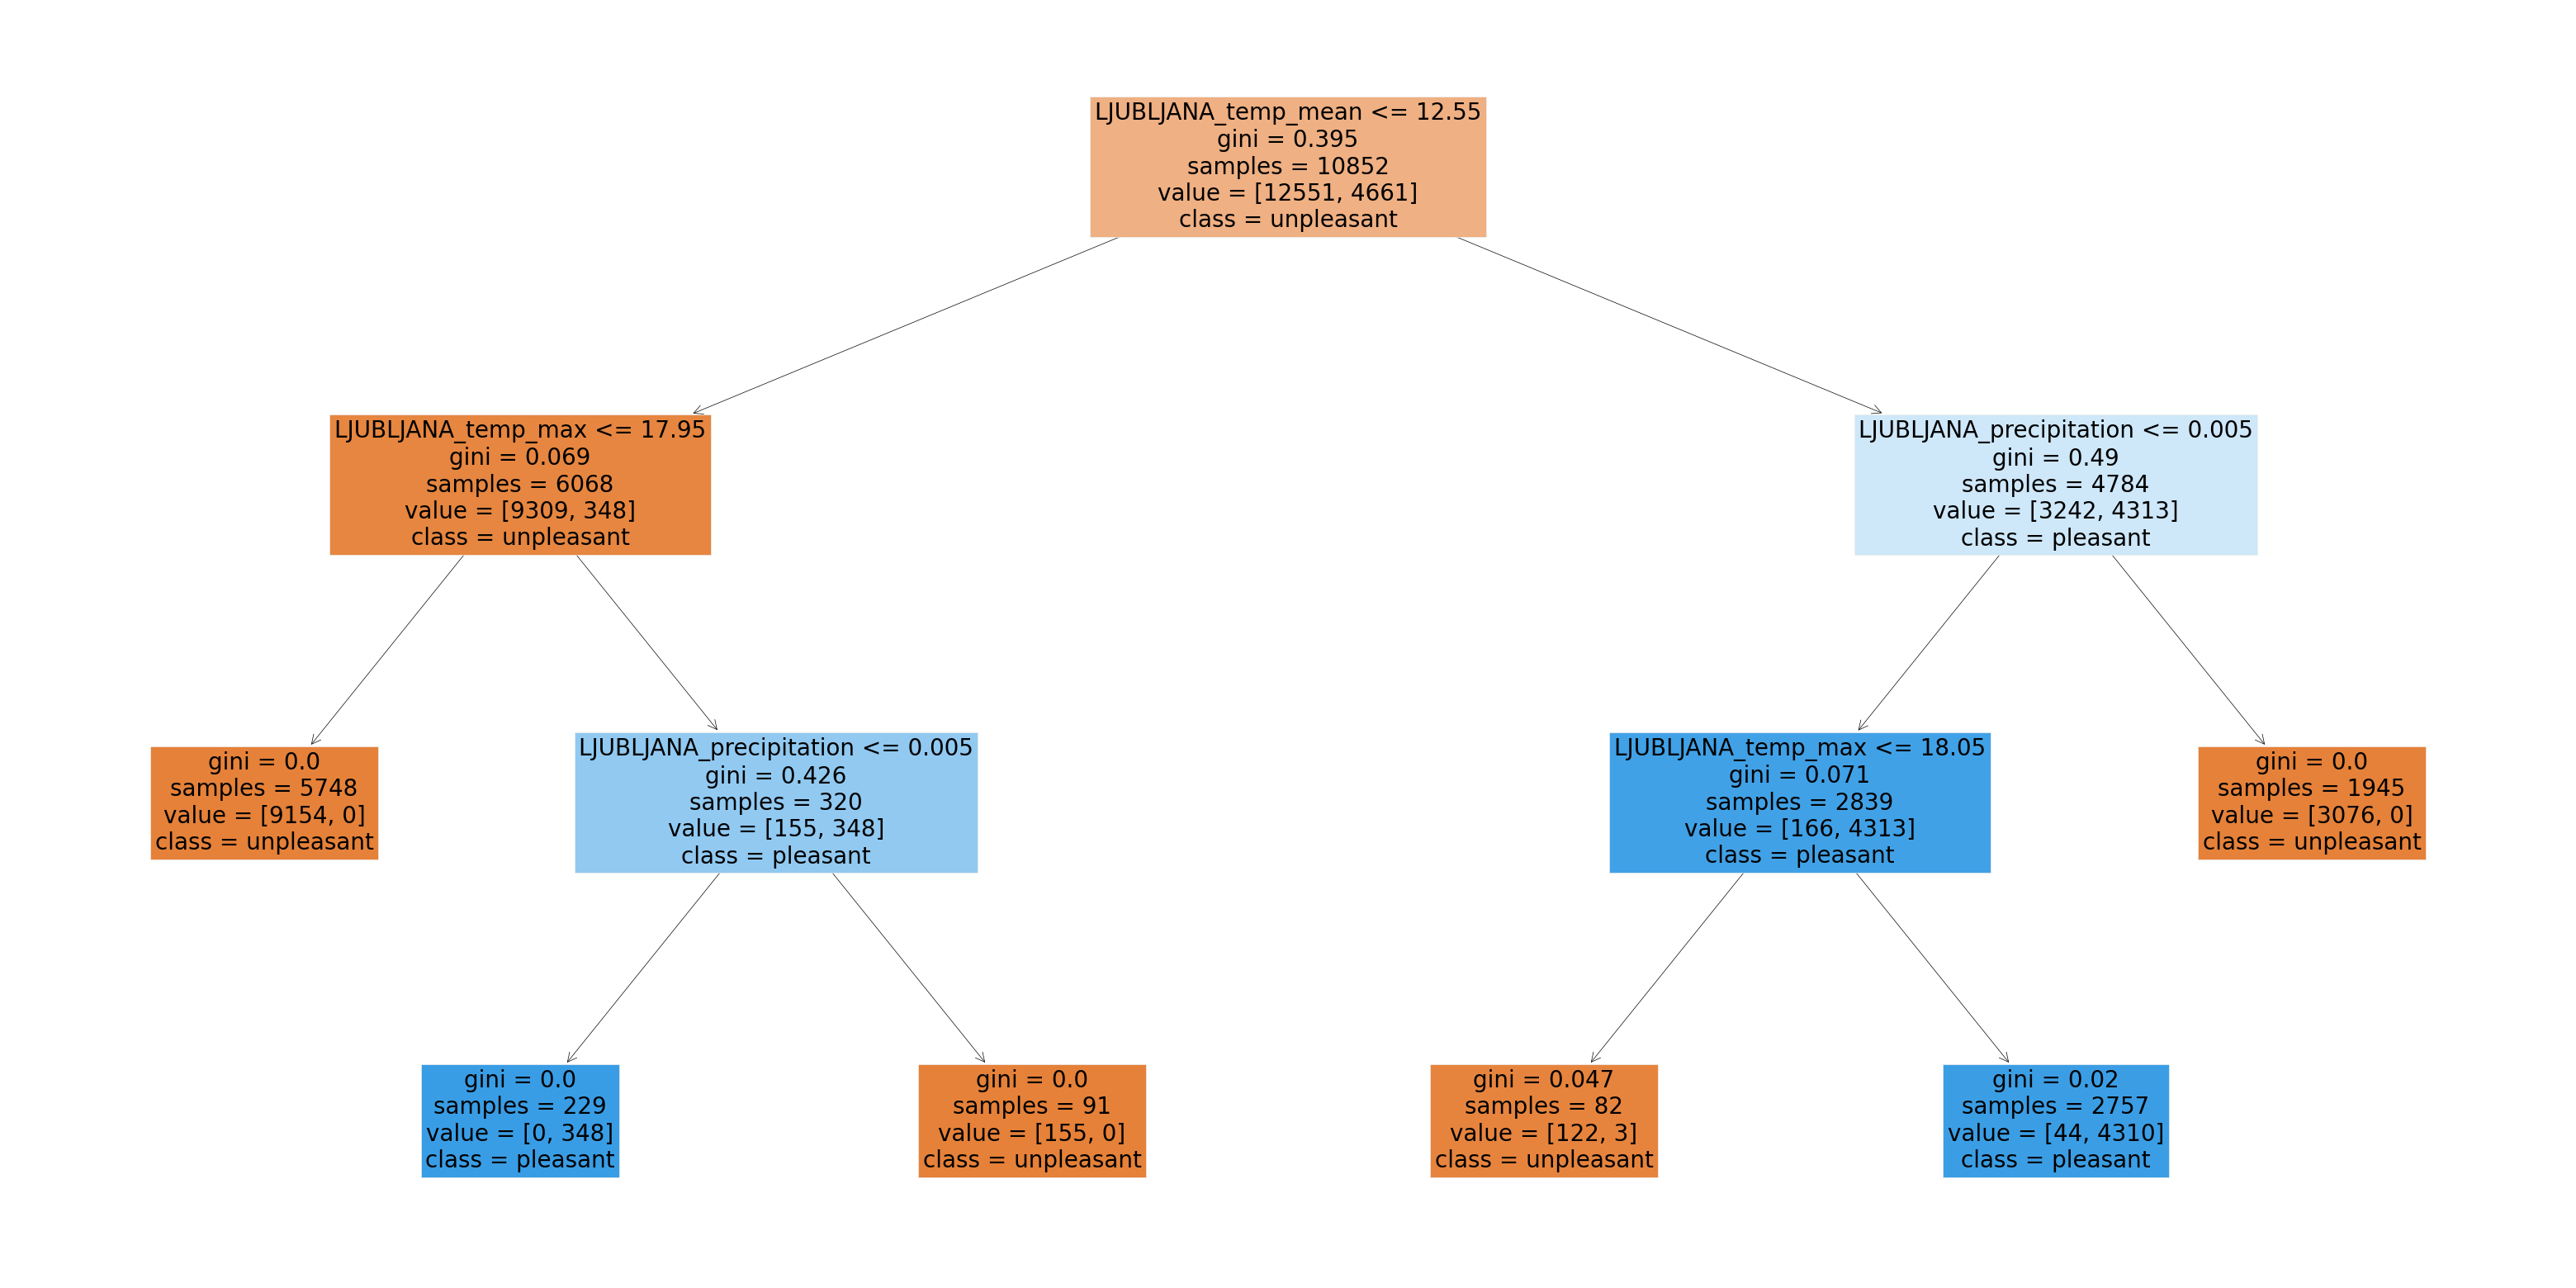 LJUBLJANA_temp_mean <= 12.55
gini = 0.395
samples = 10852
value = [12551, 4661]
class = unpleasant
LJUBLJANA_temp_max <= 17.95
gini = 0.069
samples = 6068
value = [9309, 348]
class = unpleasant
LJUBLJANA_precipitation <= 0.005
gini = 0.49
samples = 4784
value = [3242, 4313]
class = pleasant
gini = 0.0
samples = 5748
value = [9154, 0]
class = unpleasant
LJUBLJANA_precipitation <= 0.005
gini = 0.426
samples = 320
value = [155, 348]
class = pleasant
LJUBLJANA_temp_max <= 18.05
gini = 0.071
samples = 2839
value = [166, 4313]
class = pleasant
gini = 0.0
samples = 1945
value = [3076, 0]
class = unpleasant
gini = 0.0
samples = 229
value = [0, 348]
class = pleasant
gini = 0.0
samples = 91
value = [155, 0]
class = unpleasant
gini = 0.047
samples = 82
value = [122, 3]
class = unpleasant
gini = 0.02
samples = 2757
value = [44, 4310]
class = pleasant